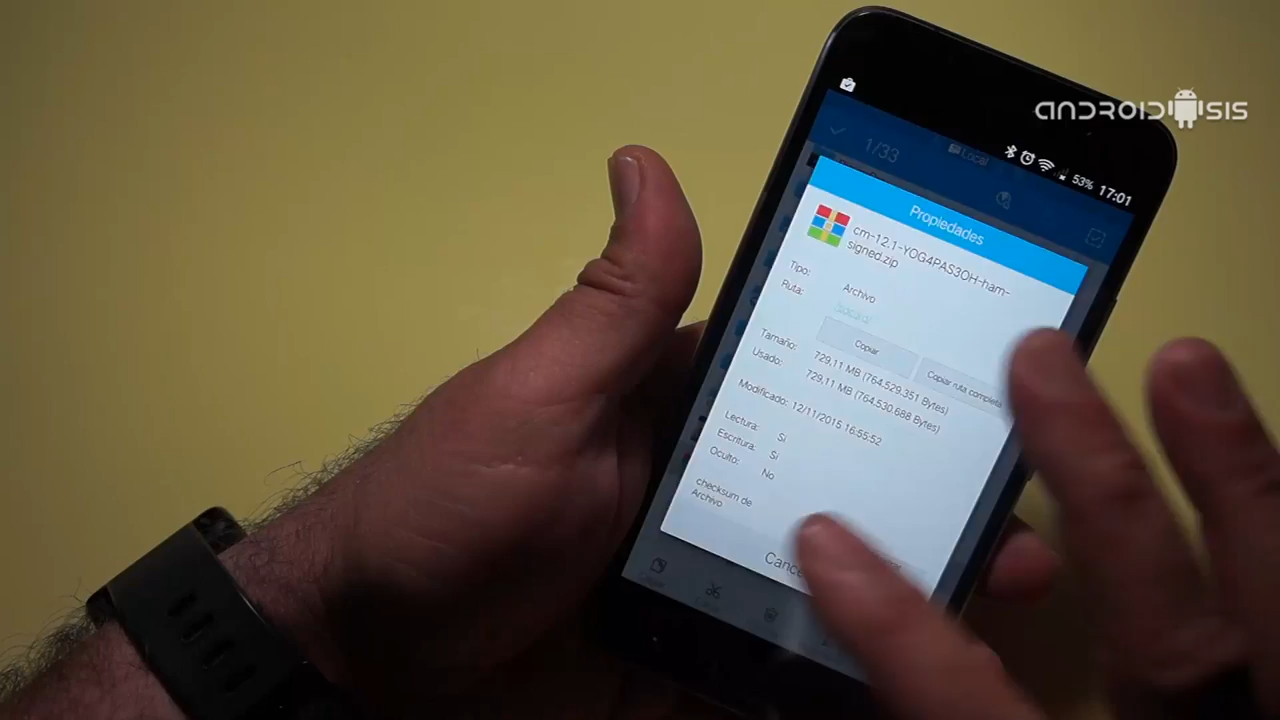 ANDROIDSIS
1/33
Local
53% 17:01
Propiedades
cm-12.1-YOG4PAS3OH-ham-
signed.zip
Tipo:
Archivo
Ruta:
Copiar
Copiar ruta completa
Tamaño:
729,11 MB (764.529.351 Bytes)
Usado:
729,11 MB (764.530.688 Bytes)
Modificado: 12/11/2015 16:55:52
Lectura: Si
Escritura: Si
Oculto: No
checksum de
Archivo